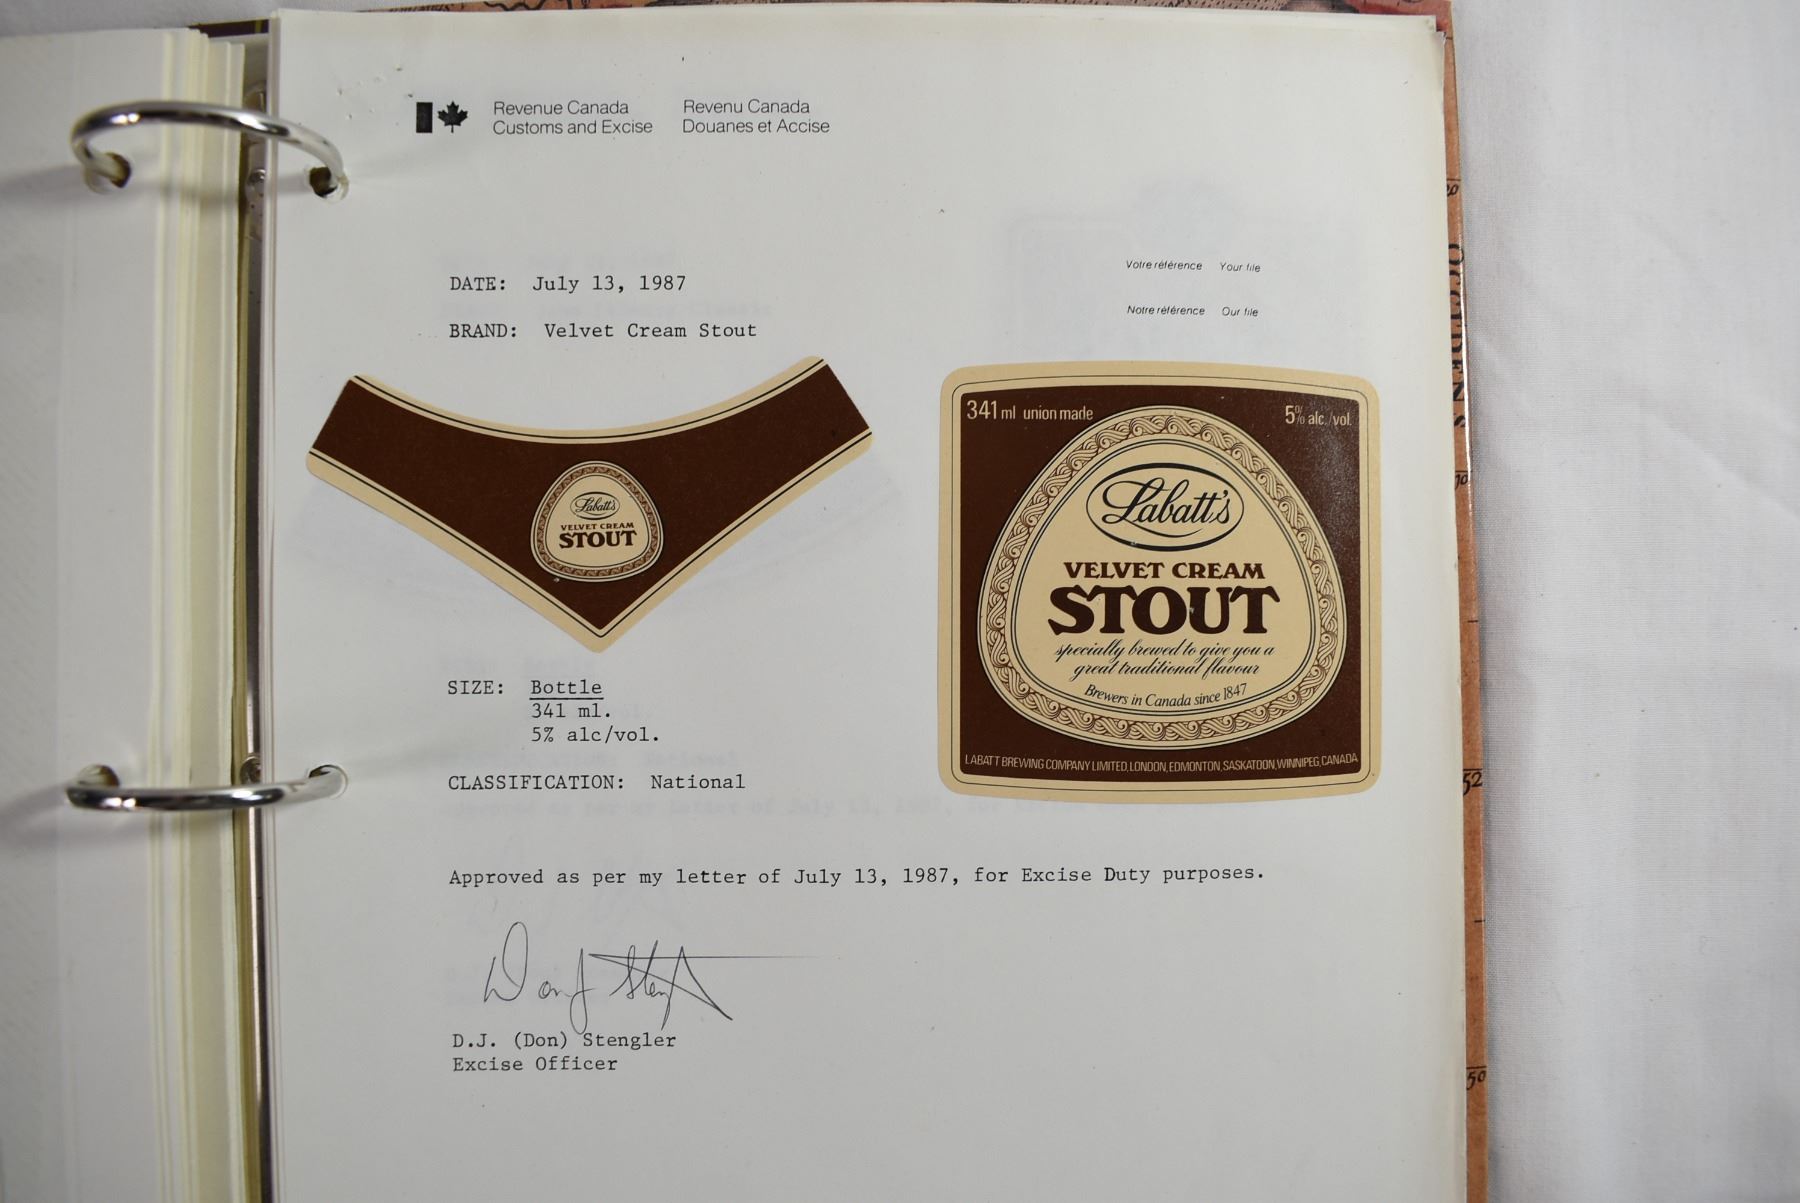 Revenue Canada Revenu Canada
Customs and Excise Douanes et Accise
Votre référence Your file
DATE: July 13, 1987
Notre référence Our file
BRAND: Velvet Cream Stout
Labatt's
VELVET CREAM
STOUT
341 ml union made 5% alc./vol.
Labatt's
VELVET CREAM
STOUT
specially brewed to give you a
great traditional flavour
Brewers in Canada since 1847
LABATT BREWING COMPANY LIMITED, LONDON, EDMONTON, SASKATOON, WINNIPEG, CANADA
SIZE: Bottle
341 ml.
5% alc/vol.
CLASSIFICATION: National
Approved as per my letter of July 13, 1987, for Excise Duty purposes.
D.J. (Don) Stengler
Excise Officer
52
50